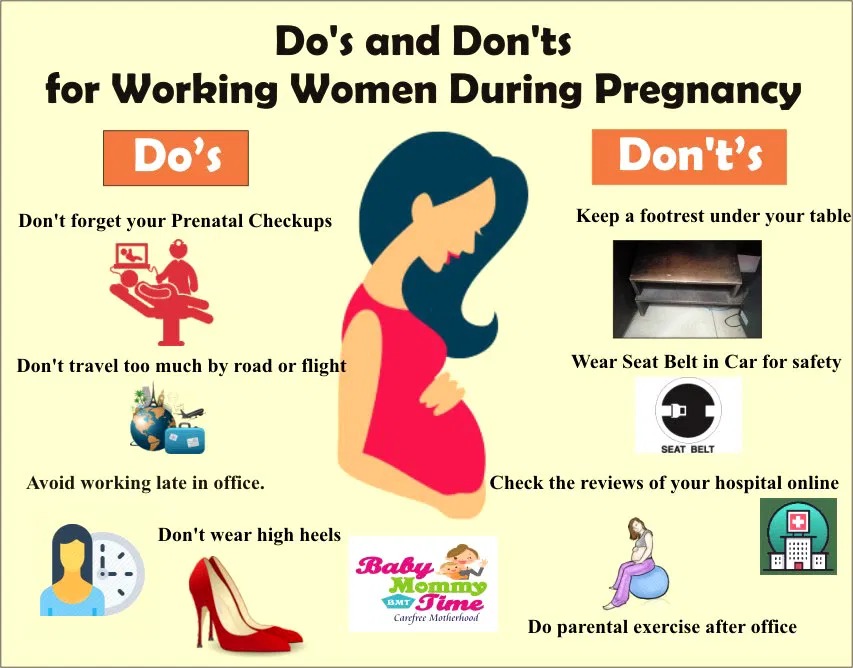 Do's and Don'ts
for Working Women During Pregnancy
Do's
Don't forget your Prenatal Checkups
Don't travel too much by road or flight
Avoid working late in office.
Don't wear high heels
Don't's
Keep a footrest under your table
Wear Seat Belt in Car for safety
SEAT BELT
Check the reviews of your hospital online
Do parental exercise after office
Baby
Mommy
BMT Time
Carefree Motherhood